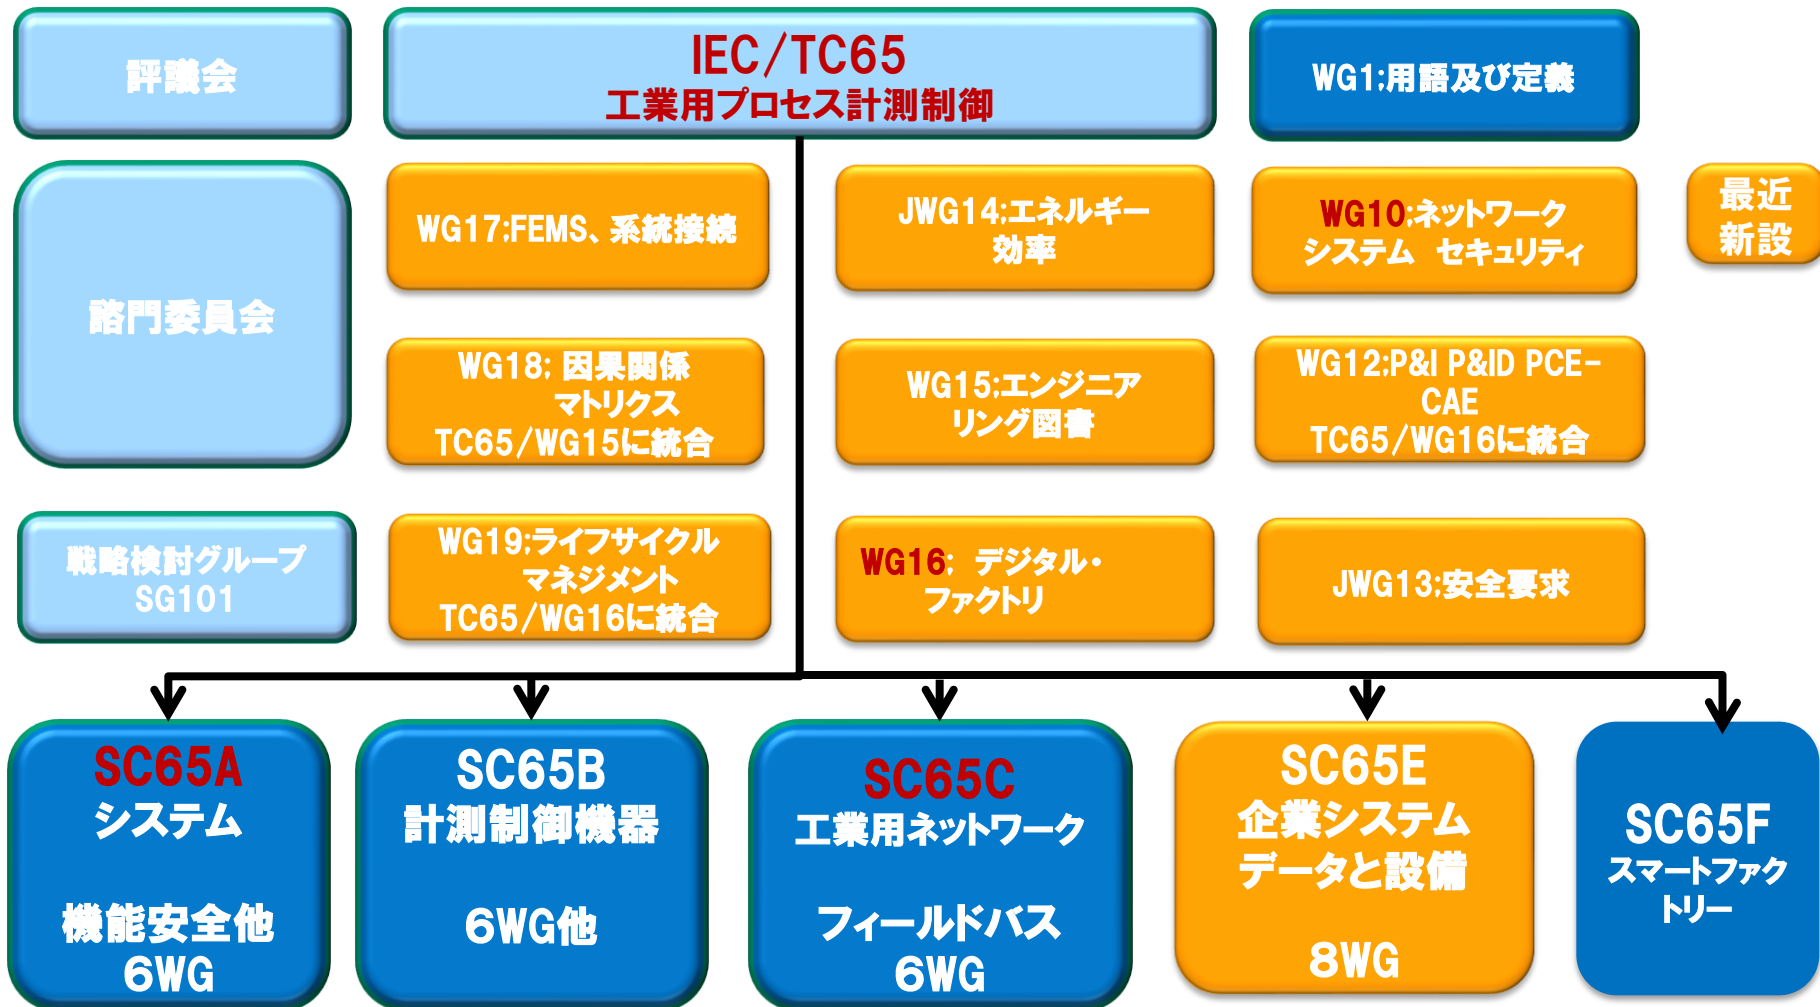 評議会
IEC/TC65
工業用プロセス計測制御
WG1;用語及び定義
諮門委員会
WG17;FEMS、系統接続
JWG14;エネルギー
効率
WG10;ネットワーク
システム　セキュリティ
最近
新設
WG18; 因果関係
マトリクス
TC65/WG15に統合
WG15;エンジニア
リング図書
WG12;P&I P&ID PCE-
CAE
TC65/WG16に統合
戦略検討グループ
SG101
WG19;ライフサイクル
マネジメント
TC65/WG16に統合
WG16;　デジタル・
ファクトリ
JWG13;安全要求
SC65A
システム
機能安全他
６WG
SC65B
計測制御機器
６WG他
SC65C
工業用ネットワーク
フィールドバス
６WG
SC65E
企業システム
データと設備
８WG
SC65F
スマートファク
トリー